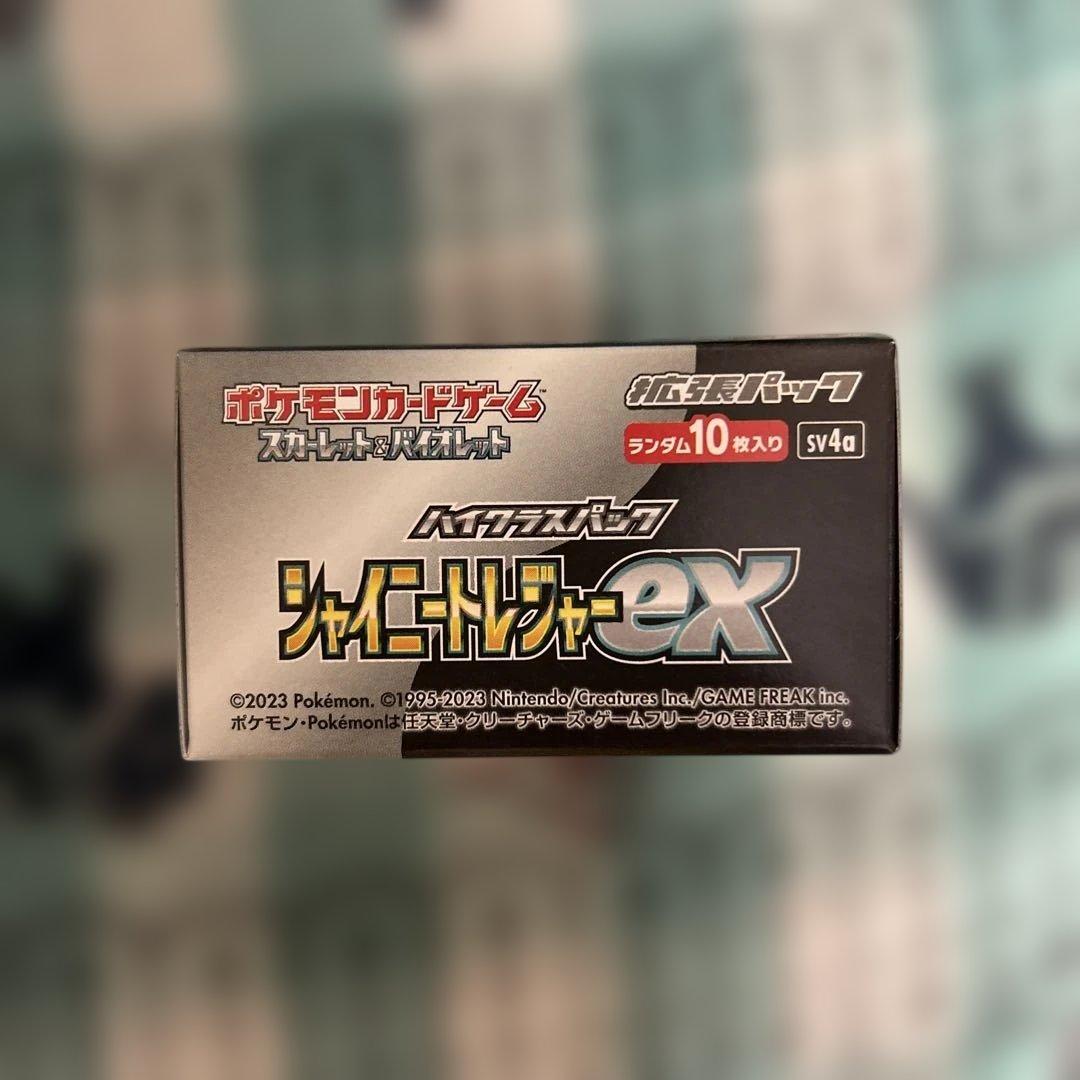 ポケモンカードゲーム™
スカーレット&バイオレット
拡張パック
ランダム10枚入り sv4a
ハイクラスパック
シャイニートレジャーex
©2023 Pokémon. ©1995-2023 Nintendo/Creatures Inc./GAME FREAK inc.
ポケモン・Pokémonは任天堂・クリーチャーズ・ゲームフリークの登録商標です。